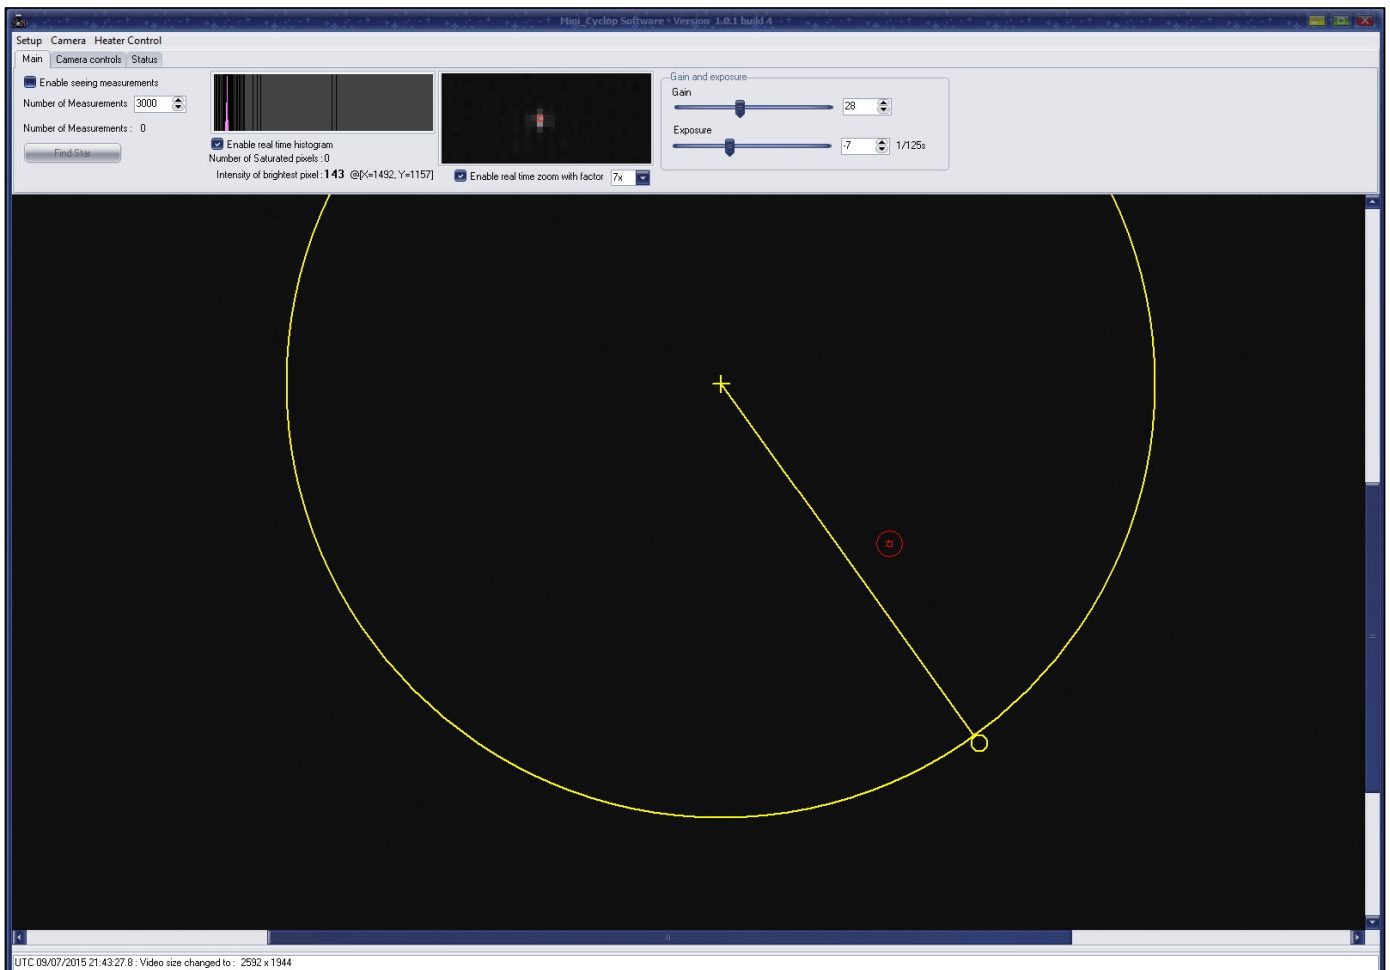 Mini_Cyclop Software - Version 1.0.1 build 4
Setup Camera Heater Control
Main Camera controls Status
Enable seeing measurements
Number of Measurements 3000
Number of Measurements : 0
Find Star
Enable real time histogram
Number of Saturated pixels : 0
Intensity of brightest pixel : 143 @[X=1492, Y=1157]
Enable real time zoom with factor 7x
Gain and exposure
Gain
28
Exposure
-7 1/125s
UTC 09/07/2015 21:43:27.8 : Video size changed to : 2592 x 1944